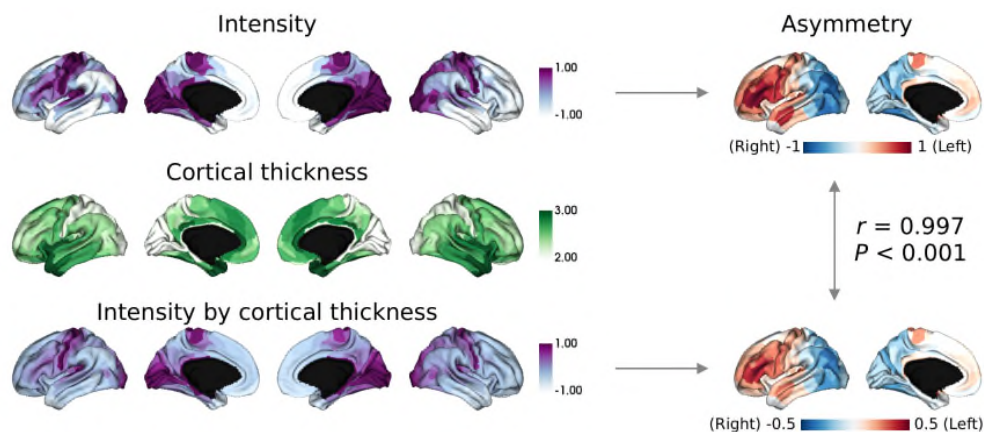 Intensity
Asymmetry
1.00
-1.00
(Right) -1
1 (Left)
Cortical thickness
3.00
2.00
r = 0.997
P < 0.001
Intensity by cortical thickness
1.00
-1.00
(Right) -0.5
0.5 (Left)